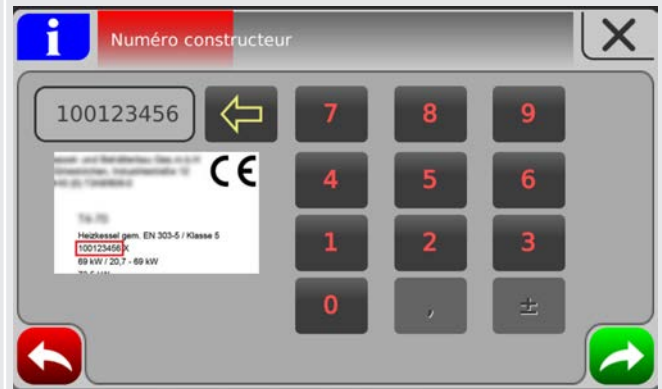 i
Numéro constructeur
100123456
7 8 9
4 5 6
1 2 3
0 , ±
CE
Heizkessel gem. EN 303-5 / Klasse 5
100123456X
69 kW / 20,7 - 69 kW